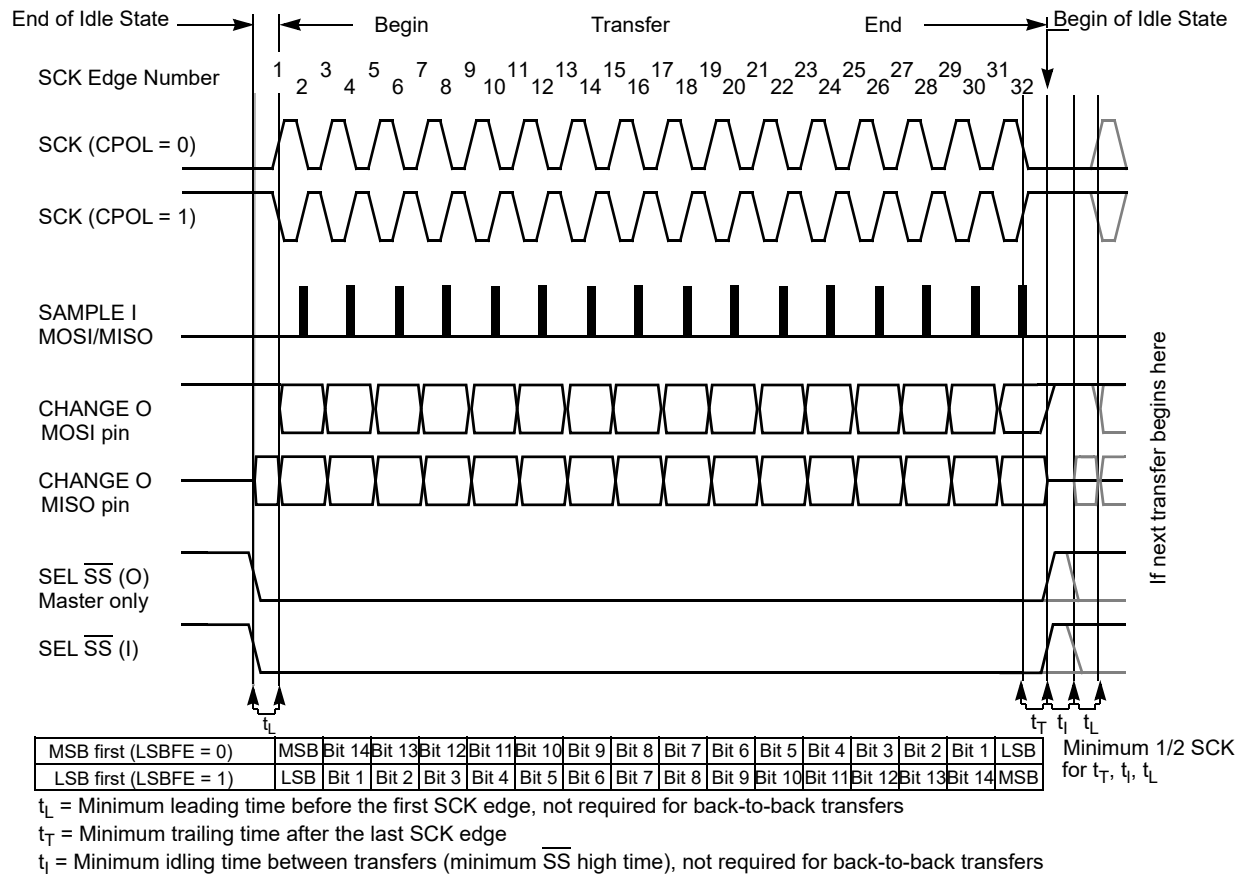 End of Idle State
Begin
Transfer
End
Begin of Idle State
SCK Edge Number
1 2 3 4 5 6 7 8 9 10 11 12 13 14 15 16 17 18 19 20 21 22 23 24 25 26 27 28 29 30 31 32
SCK (CPOL = 0)
SCK (CPOL = 1)
SAMPLE I
MOSI/MISO
CHANGE O
MOSI pin
CHANGE O
MISO pin
SEL SS (O)
Master only
SEL SS (I)
If next transfer begins here
tL
tT tI tL
MSB first (LSBFE = 0) MSB Bit 14 Bit 13 Bit 12 Bit 11 Bit 10 Bit 9 Bit 8 Bit 7 Bit 6 Bit 5 Bit 4 Bit 3 Bit 2 Bit 1 LSB
LSB first (LSBFE = 1) LSB Bit 1 Bit 2 Bit 3 Bit 4 Bit 5 Bit 6 Bit 7 Bit 8 Bit 9 Bit 10 Bit 11 Bit 12 Bit 13 Bit 14 MSB
Minimum 1/2 SCK
for tT, tI, tL
tL = Minimum leading time before the first SCK edge, not required for back-to-back transfers
tT = Minimum trailing time after the last SCK edge
tI = Minimum idling time between transfers (minimum SS high time), not required for back-to-back transfers